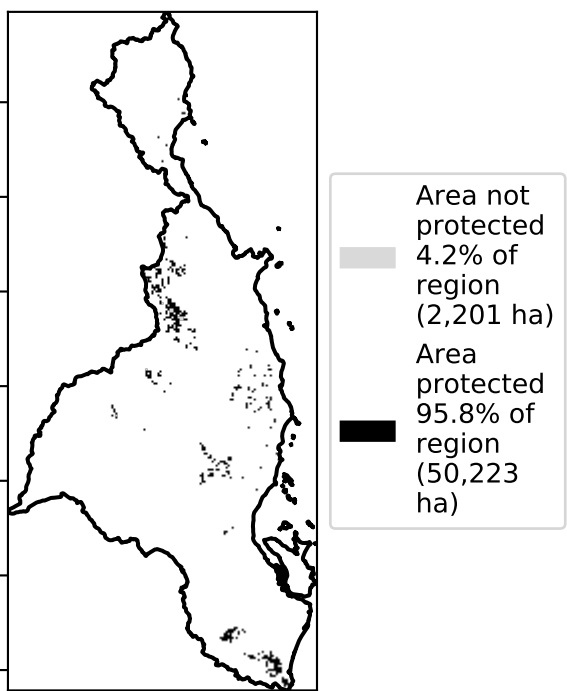 Area not
protected
4.2% of
region
(2,201 ha)
Area
protected
95.8% of
region
(50,223
ha)